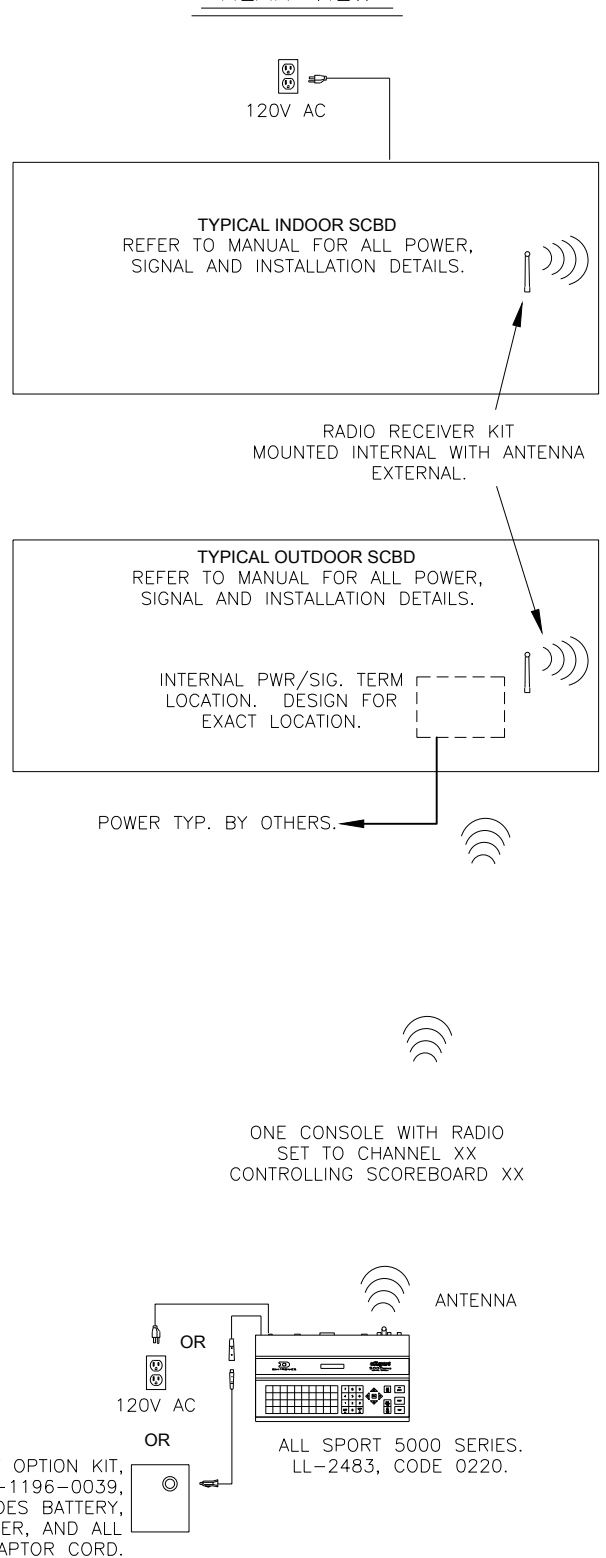 120V AC
TYPICAL INDOOR SCBD
REFER TO MANUAL FOR ALL POWER,
SIGNAL AND INSTALLATION DETAILS.
RADIO RECEIVER KIT
MOUNTED INTERNAL WITH ANTENNA
EXTERNAL.
TYPICAL OUTDOOR SCBD
REFER TO MANUAL FOR ALL POWER,
SIGNAL AND INSTALLATION DETAILS.
INTERNAL PWR/SIG. TERM
LOCATION. DESIGN FOR
EXACT LOCATION.
POWER TYP. BY OTHERS.
ONE CONSOLE WITH RADIO
SET TO CHANNEL XX
CONTROLLING SCOREBOARD XX
ANTENNA
OR
120V AC
OR
ALL SPORT 5000 SERIES.
LL-2483, CODE 0220.
OPTION KIT,
-1196-0039,
BATTERY,
AND ALL
CORD.